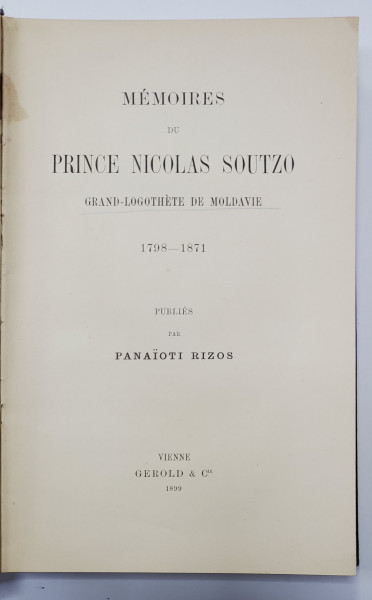 MÉMOIRES
DU
PRINCE NICOLAS SOUTZO
GRAND-LOGOTHÈTE DE MOLDAVIE
1798—1871
PUBLIÉS
PAR
PANAÏOTI RIZOS
VIENNE
GEROLD & Cie.
1899